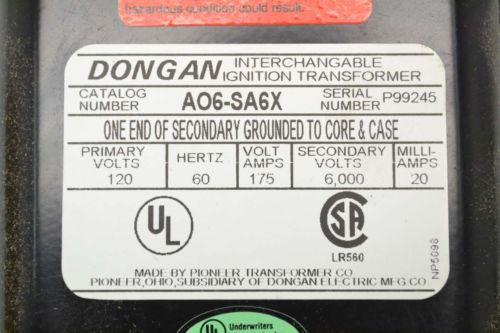 hazardous condition could result.
DONGAN INTERCHANGABLE IGNITION TRANSFORMER
CATALOG NUMBER AO6-SA6X SERIAL NUMBER P99245
ONE END OF SECONDARY GROUNDED TO CORE & CASE
PRIMARY VOLTS HERTZ VOLT AMPS SECONDARY VOLTS MILLI-AMPS
120 60 175 6,000 20
UL SA
LR560
NP5098
MADE BY PIONEER TRANSFORMER CO
PIONEER,OHIO,SUBSIDIARY OF DONGAN ELECTRIC MFG.CO
UL Underwriters